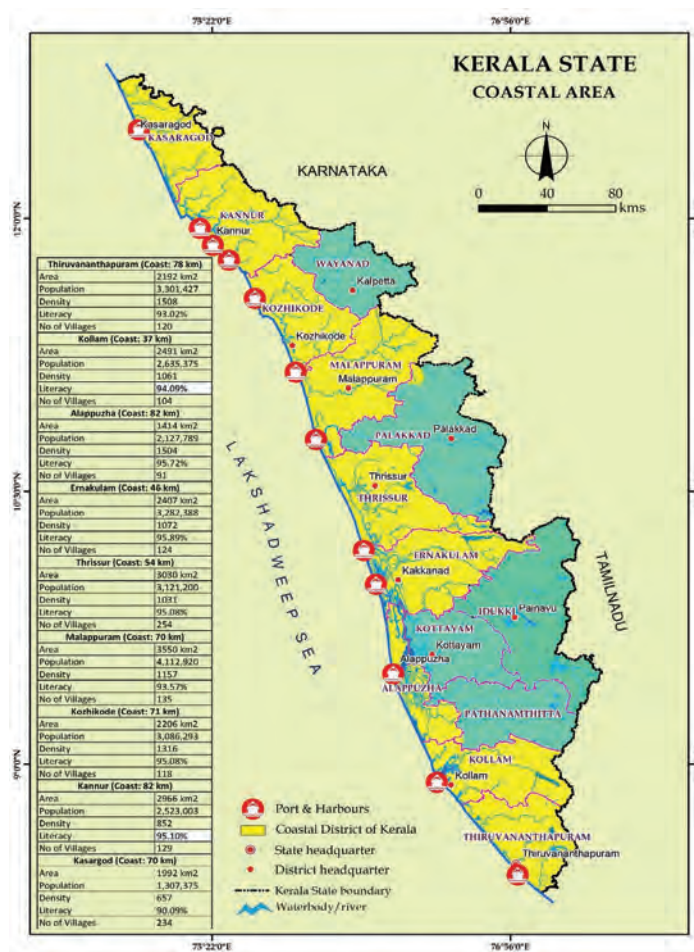 75°22'0"E
76°56'0"E
KERALA STATE
COASTAL AREA
N
0 40 80
kms
KARNATAKA
TAMILNADU
LAKSHADWEEP SEA
12°0'0"N
10°30'0"N
9°0'0"N
Kasaragod
KASARAGOD
KANNUR
Kannur
WAYANAD
Kalpetta
KOZHIKODE
Kozhikode
MALAPPURAM
Malappuram
PALAKKAD
Palakkad
Thrissur
THRISSUR
ERNAKULAM
Kakkanad
IDUKKI
Painavu
KOTTAYAM
Kottayam
Alappuzha
ALAPPUZHA
PATHANAMTHITTA
KOLLAM
Kollam
THIRUVANANTHAPURAM
Thiruvananthapuram
Thiruvananthapuram (Coast: 78 km)
Area 2192 km2
Population 3,301,427
Density 1508
Literacy 93.02%
No of Villages 120
Kollam (Coast: 37 km)
Area 2491 km2
Population 2,635,375
Density 1061
Literacy 94.09%
No of Villages 104
Alappuzha (Coast: 82 km)
Area 1414 km2
Population 2,127,789
Density 1504
Literacy 95.72%
No of Villages 91
Ernakulam (Coast: 46 km)
Area 2407 km2
Population 3,282,388
Density 1072
Literacy 95.89%
No of Villages 124
Thrissur (Coast: 54 km)
Area 3030 km2
Population 3,121,200
Density 1031
Literacy 95.08%
No of Villages 254
Malappuram (Coast: 70 km)
Area 3550 km2
Population 4,112,920
Density 1157
Literacy 93.57%
No of Villages 135
Kozhikode (Coast: 71 km)
Area 2206 km2
Population 3,086,293
Density 1316
Literacy 95.08%
No of Villages 118
Kannur (Coast: 82 km)
Area 2966 km2
Population 2,523,003
Density 852
Literacy 95.10%
No of Villages 129
Kasargod (Coast: 70 km)
Area 1992 km2
Population 1,307,375
Density 657
Literacy 90.09%
No of Villages 234
Port & Harbours
Coastal District of Kerala
State headquarter
District headquarter
Kerala State boundary
Waterbody/river
75°22'0"E
76°56'0"E